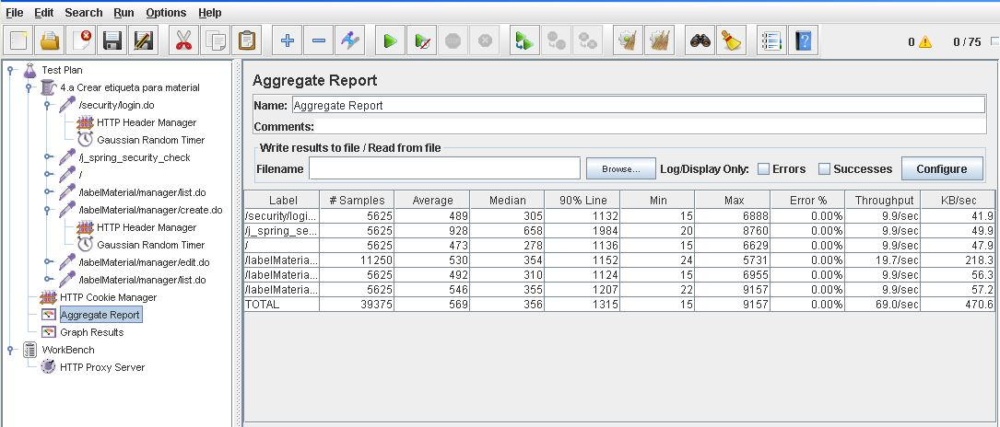 File Edit Search Run Options Help
0 0 / 75
Test Plan
4.a Crear etiqueta para material
/security/login.do
HTTP Header Manager
Gaussian Random Timer
/j_spring_security_check
/
/labelMaterial/manager/list.do
/labelMaterial/manager/create.do
HTTP Header Manager
Gaussian Random Timer
/labelMaterial/manager/edit.do
/labelMaterial/manager/list.do
HTTP Cookie Manager
Aggregate Report
Graph Results
WorkBench
HTTP Proxy Server
Aggregate Report
Name: Aggregate Report
Comments:
Write results to file / Read from file
Filename Browse... Log/Display Only: Errors Successes Configure
Label # Samples Average Median 90% Line Min Max Error % Throughput KB/sec
/security/logi... 5625 489 305 1132 15 6888 0.00% 9.9/sec 41.9
/j_spring_se... 5625 928 658 1984 20 8760 0.00% 9.9/sec 49.9
/ 5625 473 278 1136 15 6629 0.00% 9.9/sec 47.9
/labelMateria... 11250 530 354 1152 24 5731 0.00% 19.7/sec 218.3
/labelMateria... 5625 492 310 1124 15 6955 0.00% 9.9/sec 56.3
/labelMateria... 5625 546 355 1207 22 9157 0.00% 9.9/sec 57.2
TOTAL 39375 569 356 1315 15 9157 0.00% 69.0/sec 470.6